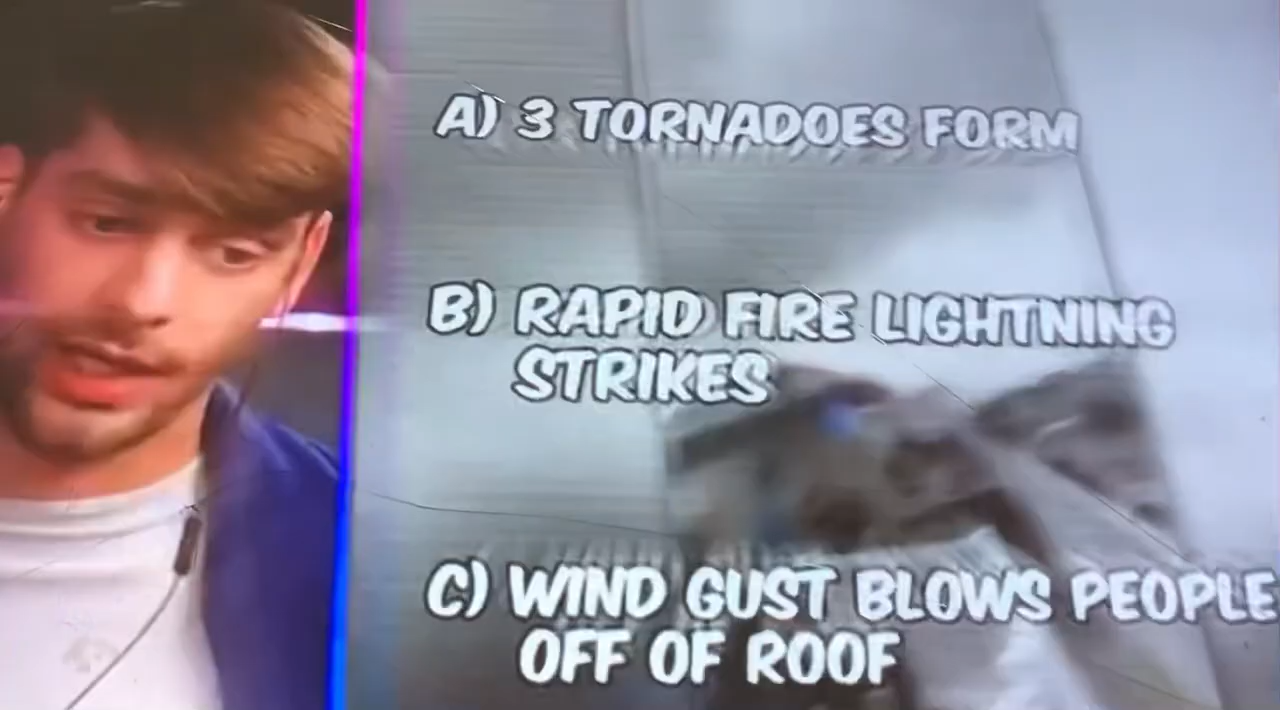 A) 3 TORNADOES FORM
B) RAPID FIRE LIGHTNING
STRIKES
C) WIND GUST BLOWS PEOPLE
OFF OF ROOF